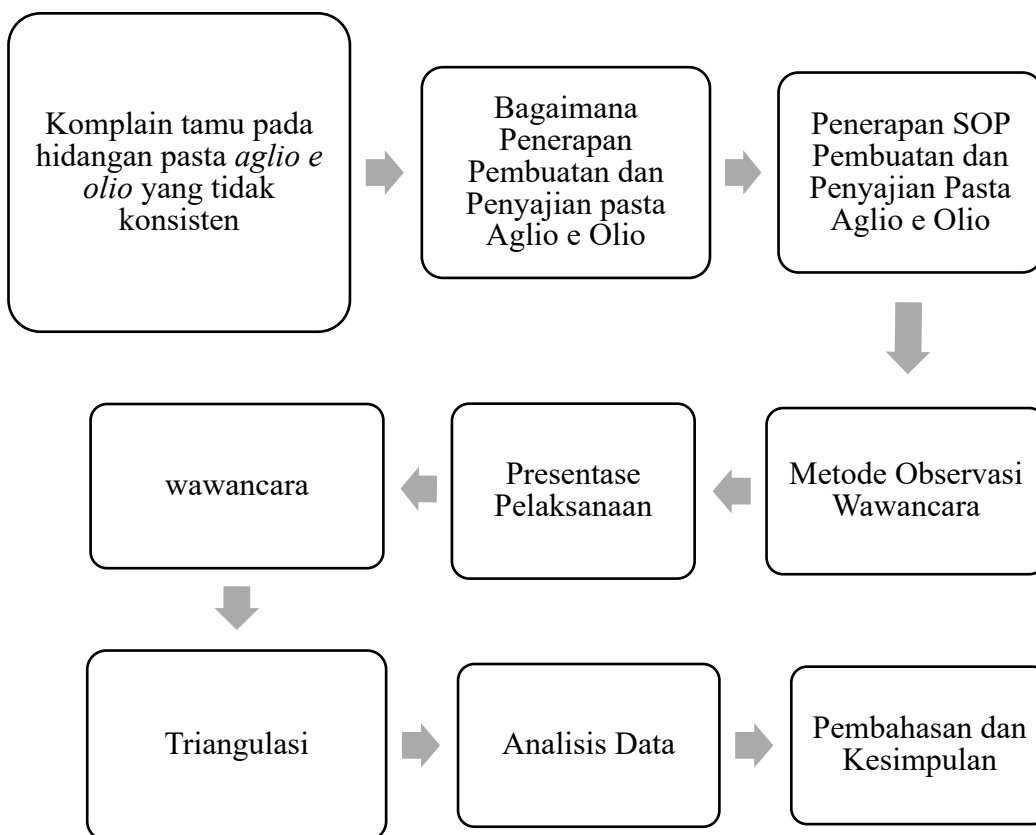 Komplain tamu pada
hidangan pasta aglio e
olio yang tidak
konsisten
Bagaimana
Penerapan
Pembuatan dan
Penyajian pasta
Aglio e Olio
Penerapan SOP
Pembuatan dan
Penyajian Pasta
Aglio e Olio
Metode Observasi
Wawancara
Presentase
Pelaksanaan
wawancara
Triangulasi
Analisis Data
Pembahasan dan
Kesimpulan